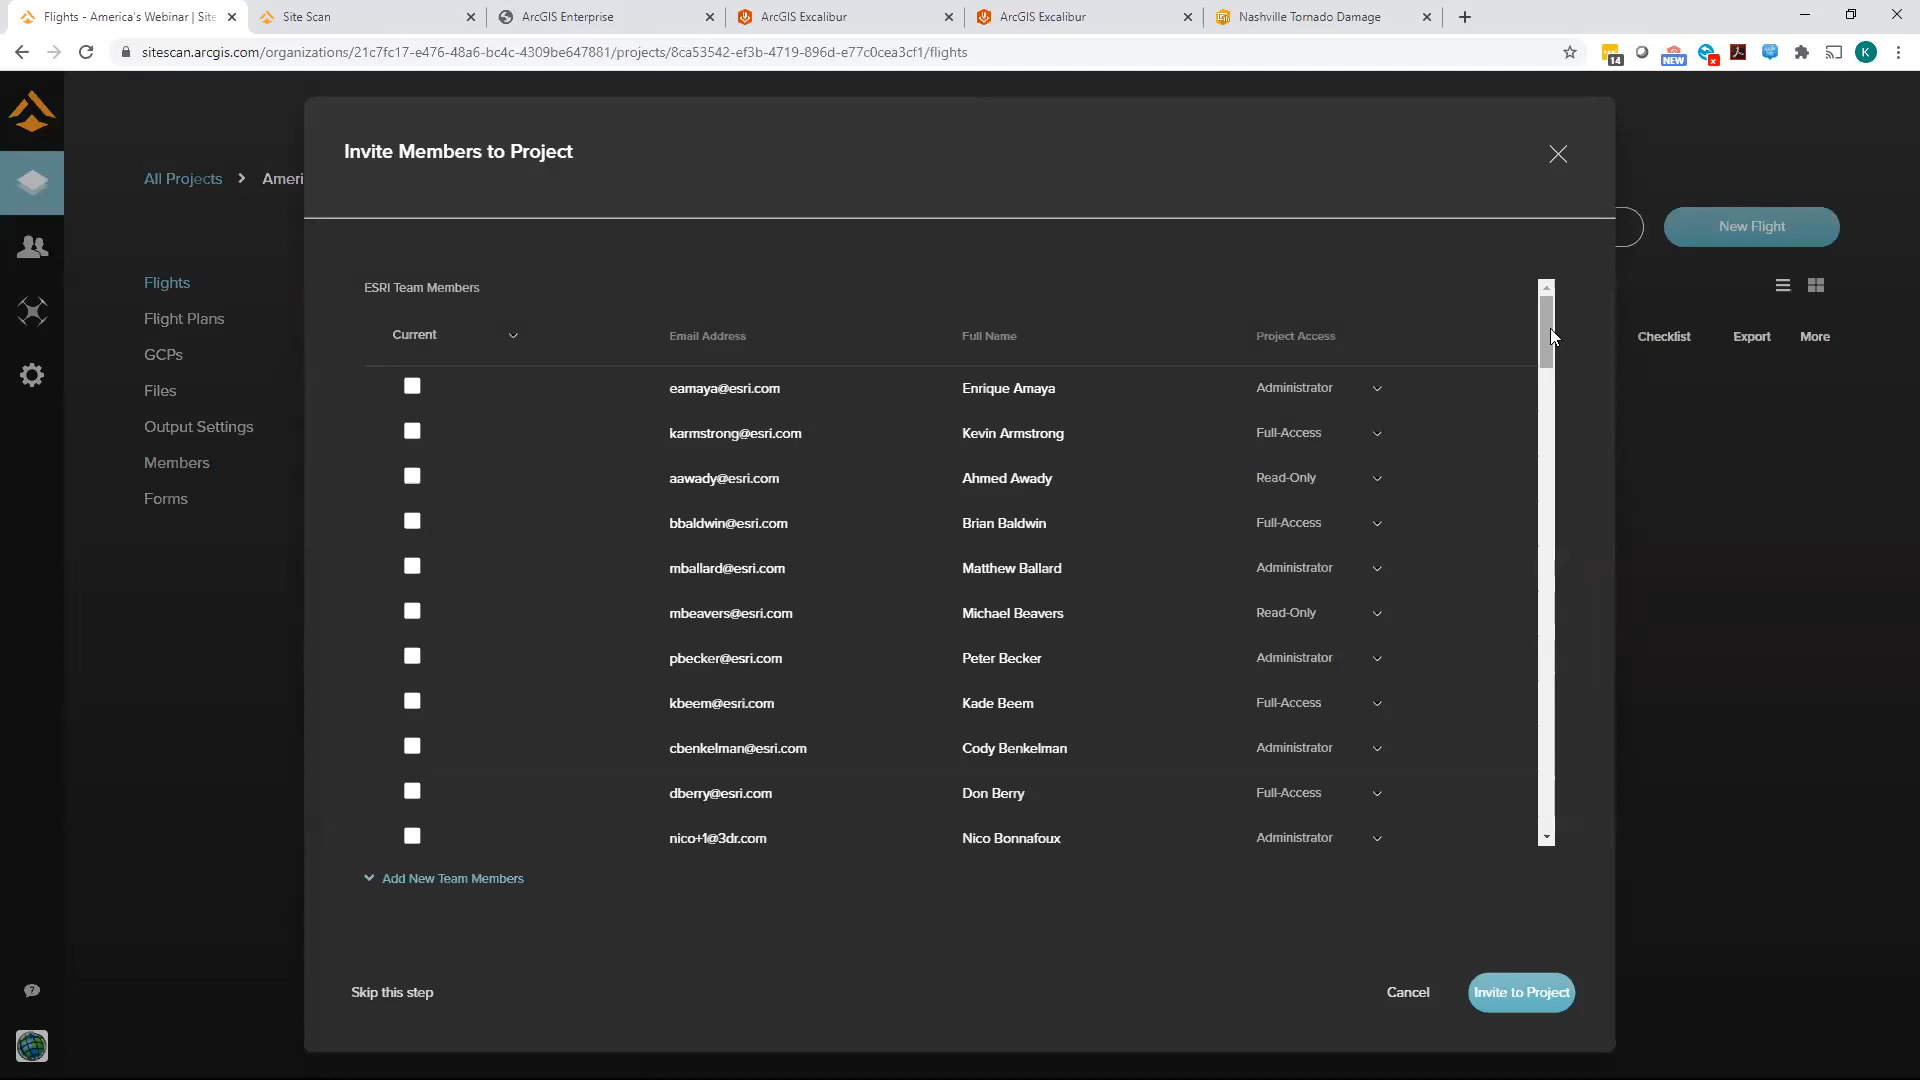 Flights - America's Webinar | Site
Site Scan
ArcGIS Enterprise
ArcGIS Excalibur
ArcGIS Excalibur
Nashville Tornado Damage
sitescan.arcgis.com/organizations/21c7fc17-e476-48a6-bc4c-4309be647881/projects/8ca53542-ef3b-4719-896d-e77c0cea3cf1/flights
14
NEW
K
Invite Members to Project
All Projects > Ameri
New Flight
Flights
Flight Plans
GCPs
Files
Output Settings
Members
Forms
Checklist Export More
ESRI Team Members
Current Email Address Full Name Project Access
eamaya@esri.com Enrique Amaya Administrator
karmstrong@esri.com Kevin Armstrong Full-Access
aawady@esri.com Ahmed Awady Read-Only
bbaldwin@esri.com Brian Baldwin Full-Access
mballard@esri.com Matthew Ballard Administrator
mbeavers@esri.com Michael Beavers Read-Only
pbecker@esri.com Peter Becker Administrator
kbeem@esri.com Kade Beem Full-Access
cbenkelman@esri.com Cody Benkelman Administrator
dberry@esri.com Don Berry Full-Access
nico+1@3dr.com Nico Bonnafoux Administrator
Add New Team Members
Skip this step
Cancel
Invite to Project